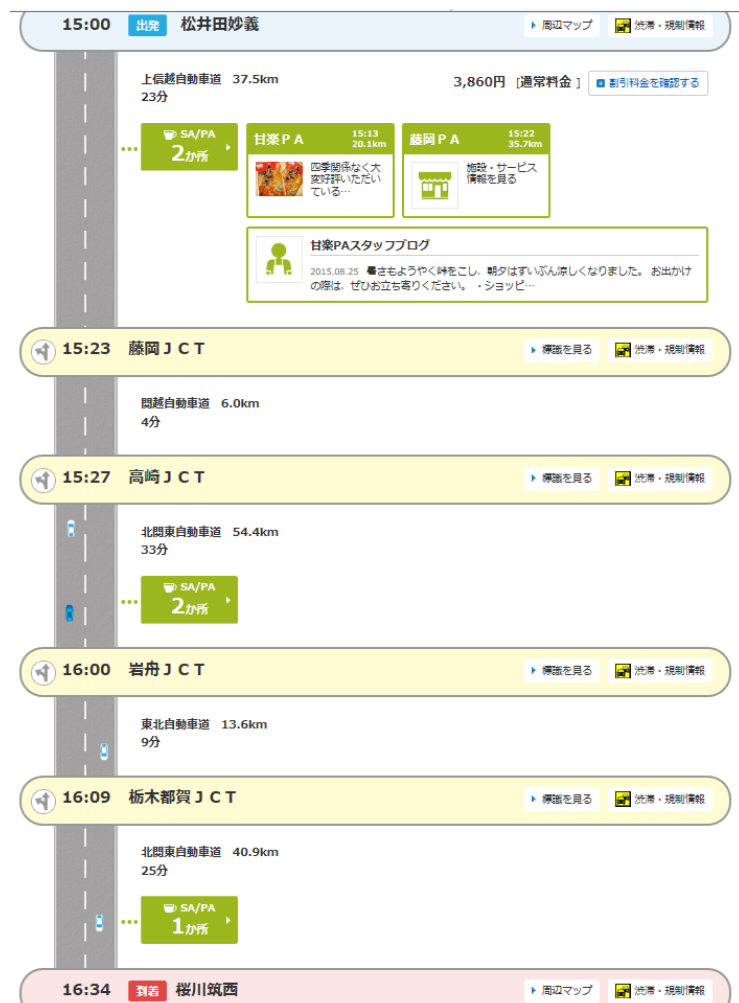 15:00 出発 松井田妙義 周辺マップ 渋滞・規制情報
上信越自動車道 37.5km 3,860円 [通常料金] 割引料金を確認する
23分
SA/PA
2か所
甘楽ＰＡ 15:13
20.1km
四季関係なく大
変好評いただい
ている…
藤岡ＰＡ 15:22
35.7km
施設・サービス
情報を見る
甘楽PAスタッフブログ
2015.08.25 暑さもようやく峠をこし、朝夕はずいぶん涼しくなりました。 お出かけ
の際は、ぜひお立ち寄りください。 ・ショッピ…
15:23 藤岡ＪＣＴ 標識を見る 渋滞・規制情報
関越自動車道 6.0km
4分
15:27 高崎ＪＣＴ 標識を見る 渋滞・規制情報
北関東自動車道 54.4km
33分
SA/PA
2か所
16:00 岩舟ＪＣＴ 標識を見る 渋滞・規制情報
東北自動車道 13.6km
9分
16:09 栃木都賀ＪＣＴ 標識を見る 渋滞・規制情報
北関東自動車道 40.9km
25分
SA/PA
1か所
16:34 到着 桜川筑西 周辺マップ 渋滞・規制情報